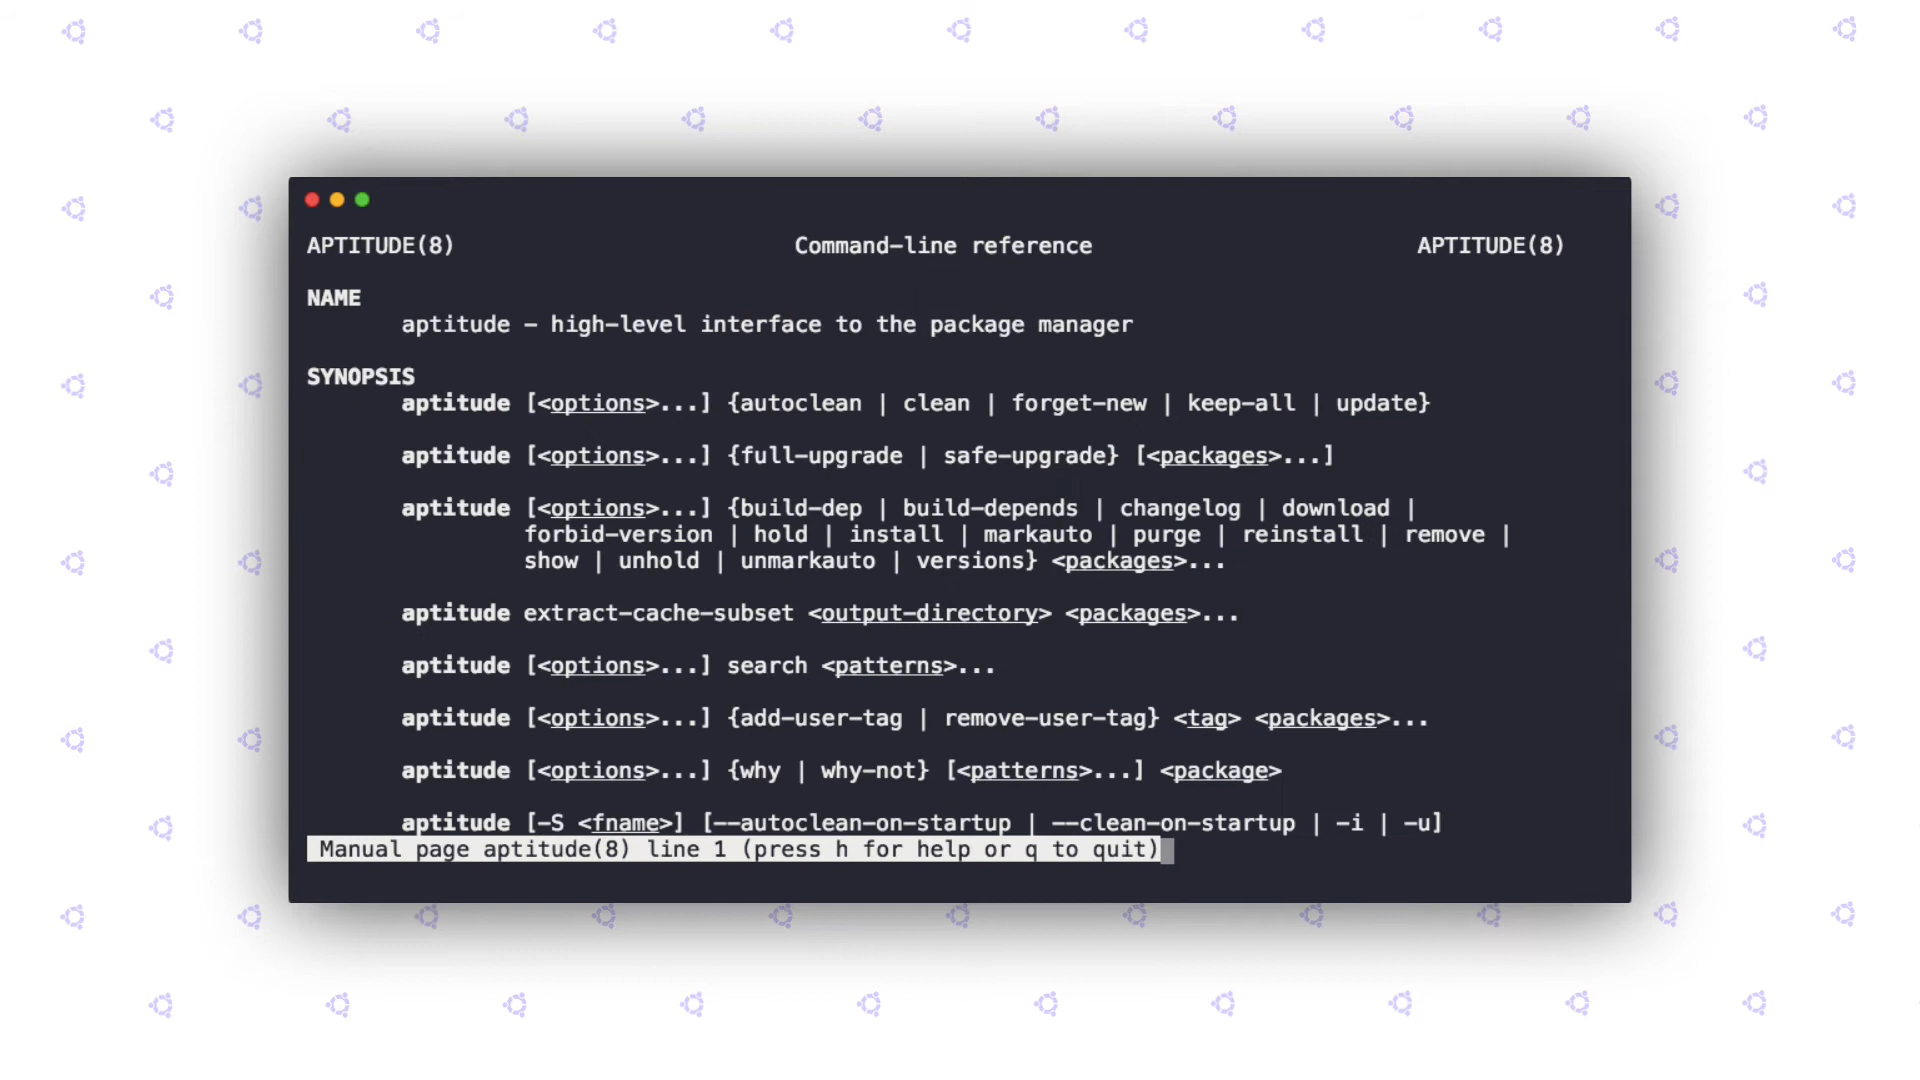 APTITUDE(8) Command-line reference APTITUDE(8)
NAME
aptitude - high-level interface to the package manager
SYNOPSIS
aptitude [<options>...] {autoclean | clean | forget-new | keep-all | update}
aptitude [<options>...] {full-upgrade | safe-upgrade} [<packages>...]
aptitude [<options>...] {build-dep | build-depends | changelog | download |
forbid-version | hold | install | markauto | purge | reinstall | remove |
show | unhold | unmarkauto | versions} <packages>...
aptitude extract-cache-subset <output-directory> <packages>...
aptitude [<options>...] search <patterns>...
aptitude [<options>...] {add-user-tag | remove-user-tag} <tag> <packages>...
aptitude [<options>...] {why | why-not} [<patterns>...] <package>
aptitude [-S <fname>] [--autoclean-on-startup | --clean-on-startup | -i | -u]
Manual page aptitude(8) line 1 (press h for help or q to quit)